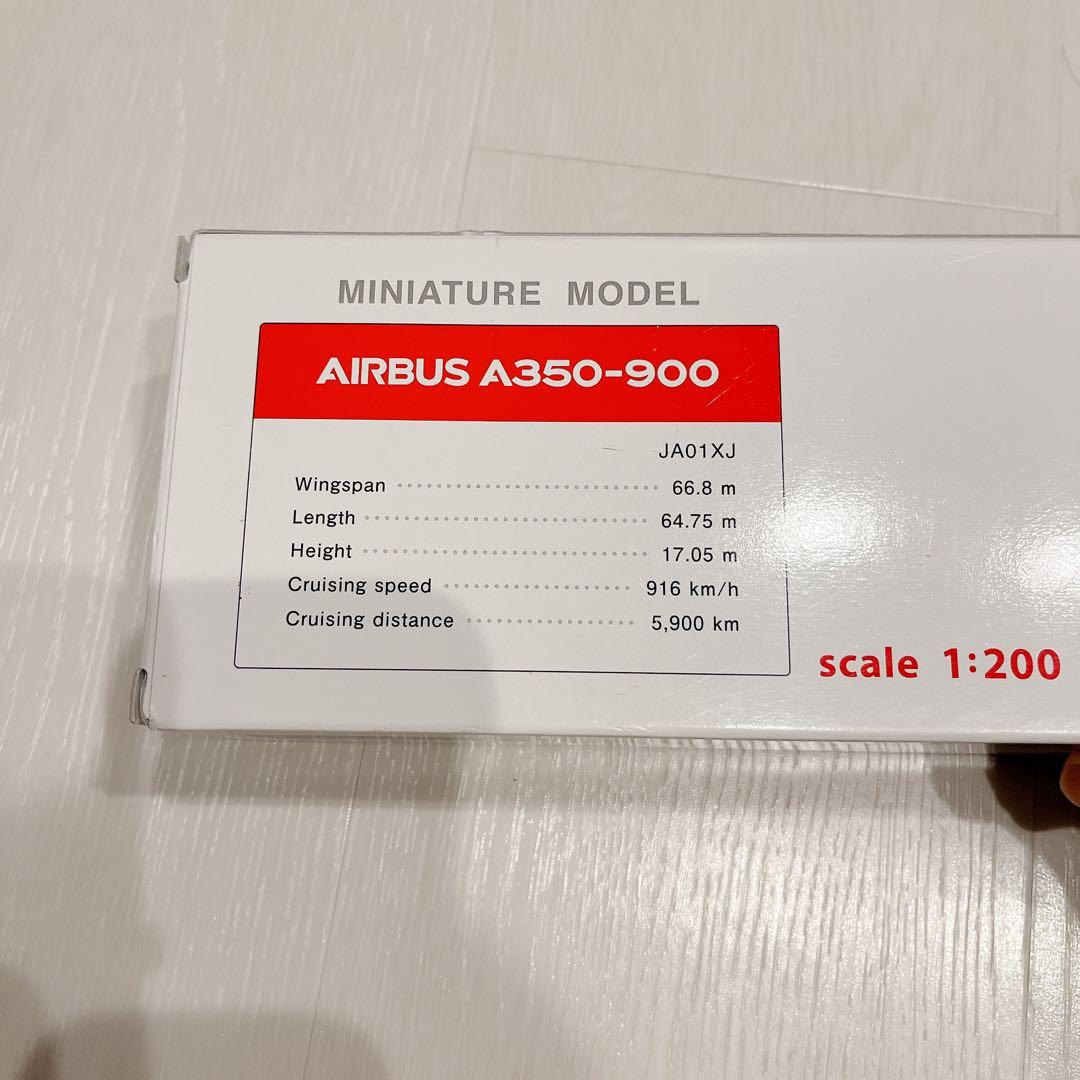 MINIATURE MODEL
AIRBUS A350-900
JA01XJ
Wingspan 66.8 m
Length 64.75 m
Height 17.05 m
Cruising speed 916 km/h
Cruising distance 5,900 km
scale 1:200